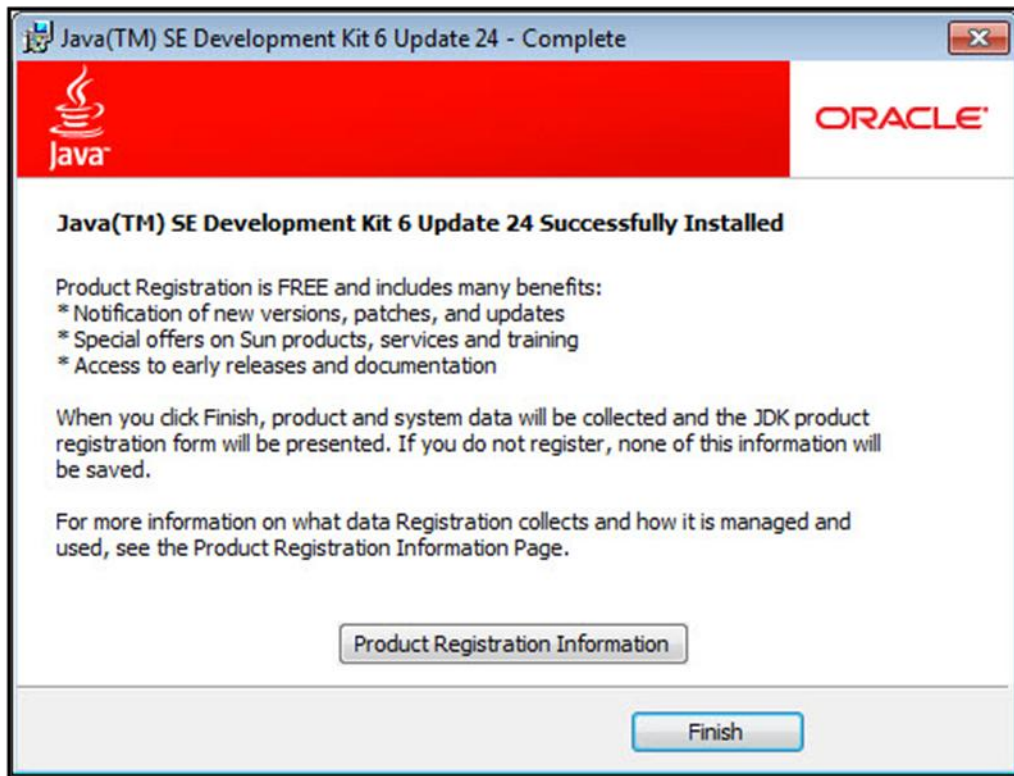 Java(TM) SE Development Kit 6 Update 24 - Complete
Java™
ORACLE®
Java(TM) SE Development Kit 6 Update 24 Successfully Installed
Product Registration is FREE and includes many benefits:
* Notification of new versions, patches, and updates
* Special offers on Sun products, services and training
* Access to early releases and documentation
When you click Finish, product and system data will be collected and the JDK product
registration form will be presented. If you do not register, none of this information will
be saved.
For more information on what data Registration collects and how it is managed and
used, see the Product Registration Information Page.
Product Registration Information
Finish